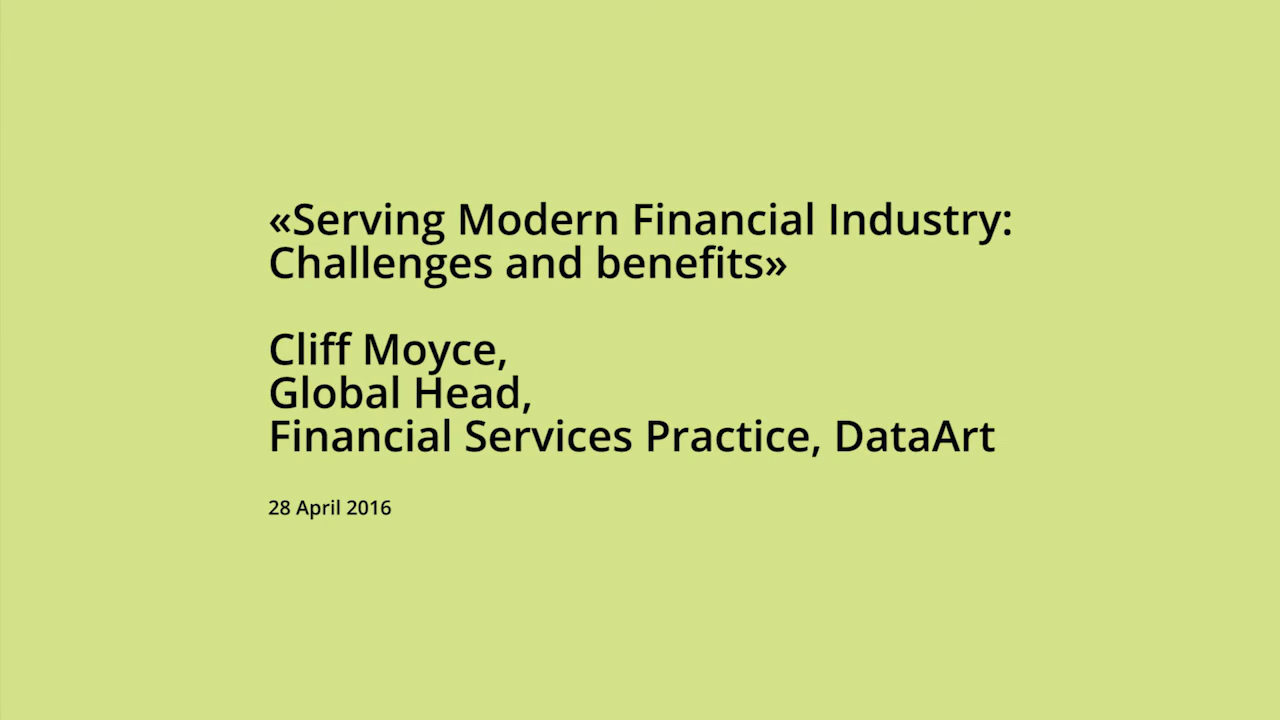 «Serving Modern Financial Industry:
Challenges and benefits»
Cliff Moyce,
Global Head,
Financial Services Practice, DataArt
28 April 2016